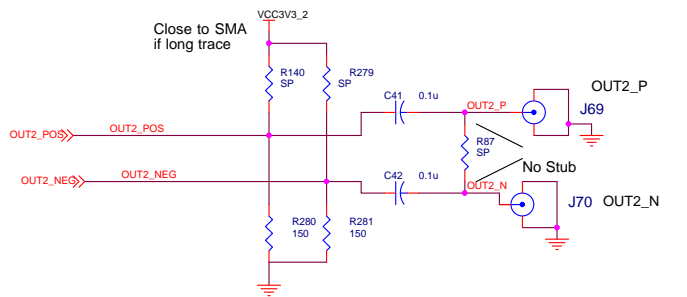 VCC3V3_2
Close to SMA
if long trace
R140
SP
R279
SP
C41 0.1u
OUT2_P
OUT2_P
J69
OUT2_POS
OUT2_POS
R87
SP
No Stub
OUT2_NEG
OUT2_NEG
C42 0.1u
OUT2_N
J70 OUT2_N
R280
150
R281
150